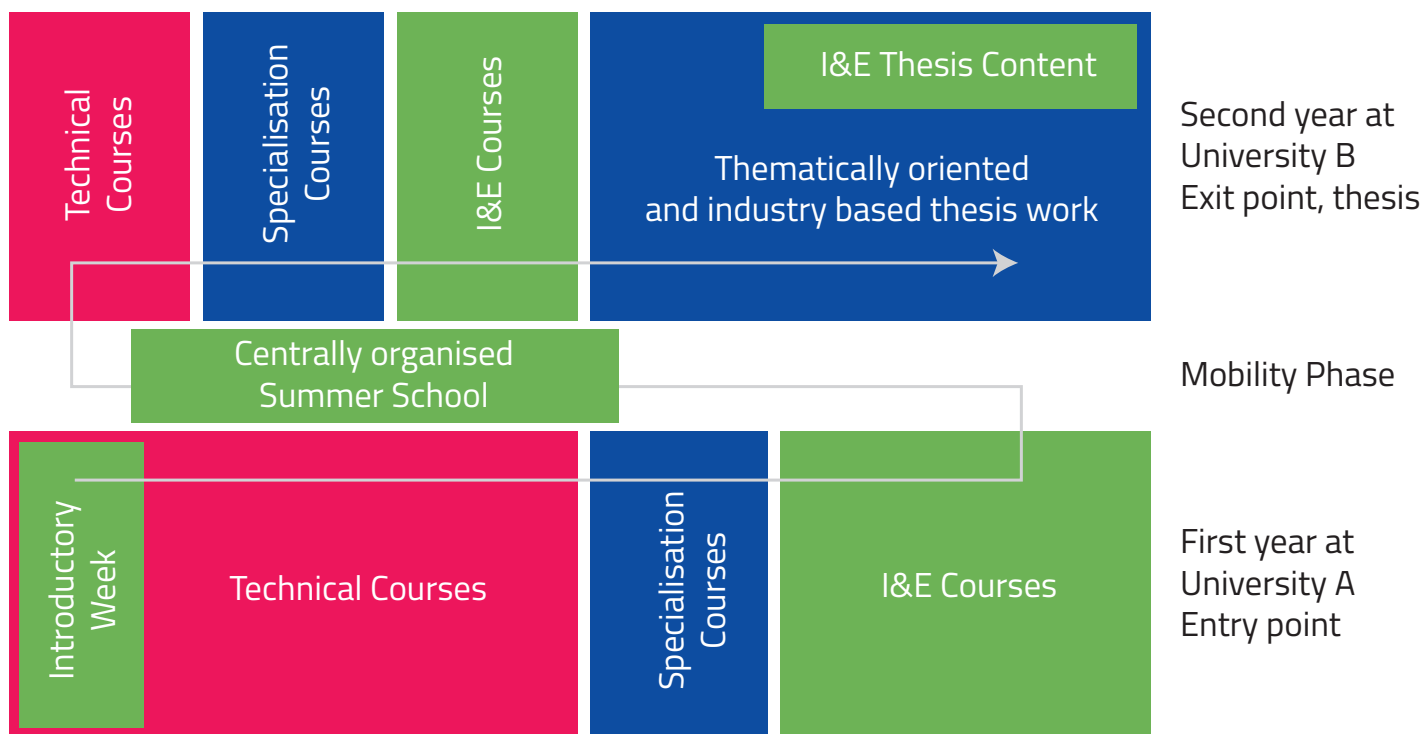 Technical
Courses
Specialisation
Courses
I&E Courses
I&E Thesis Content
Thematically oriented
and industry based thesis work
Second year at
University B
Exit point, thesis
Centrally organised
Summer School
Mobility Phase
Introductory
Week
Technical Courses
Specialisation
Courses
I&E Courses
First year at
University A
Entry point